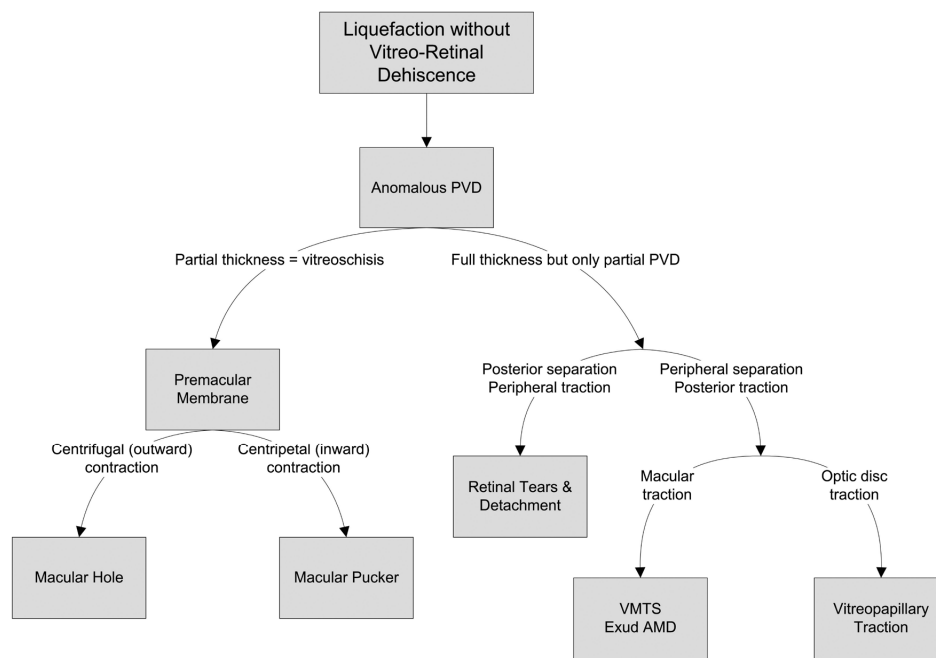 Liquefaction without
Vitreo-Retinal
Dehiscence
Anomalous PVD
Partial thickness = vitreoschisis
Full thickness but only partial PVD
Premacular
Membrane
Posterior separation
Peripheral traction
Peripheral separation
Posterior traction
Centrifugal (outward)
contraction
Centripetal (inward)
contraction
Retinal Tears &
Detachment
Macular
traction
Optic disc
traction
Macular Hole
Macular Pucker
VMTS
Exud AMD
Vitreopapillary
Traction